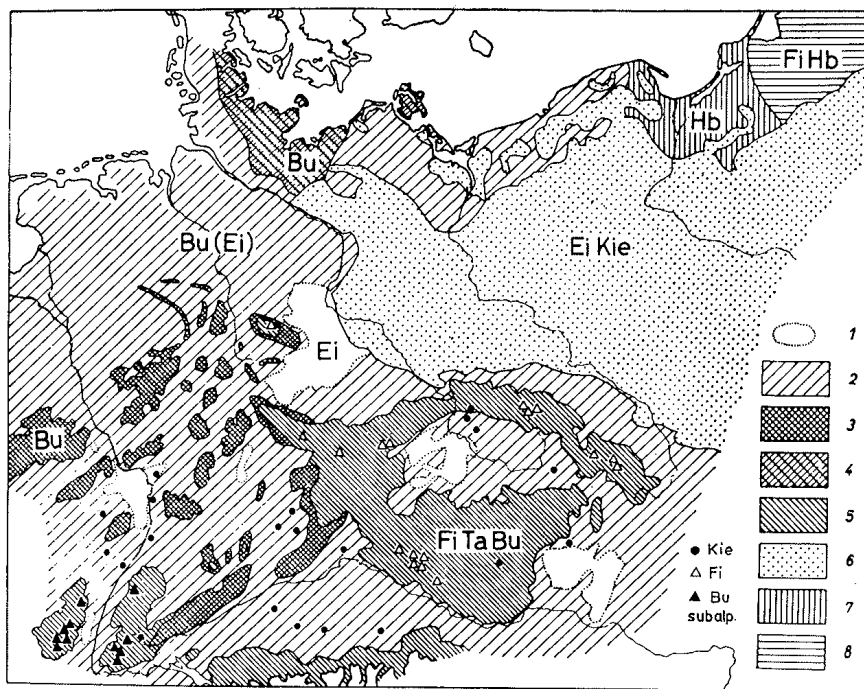 Fi Hb
Hb
Bu
Bu (Ei)
Ei Kie
Ei
Bu
Fi Ta Bu
1
2
3
4
5
6
7
8
Kie
Fi
Bu
subalp.